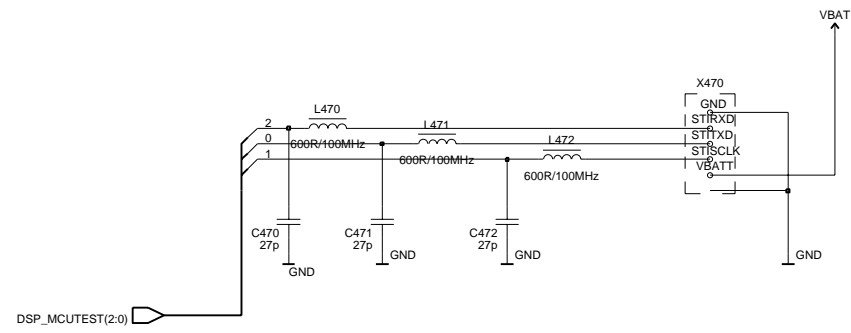 VBAT
X470
GND
STIRXD
STITXD
STISCLK
VBATT
L470
L471
L472
2
0
1
600R/100MHz
600R/100MHz
600R/100MHz
C470
27p
C471
27p
C472
27p
GND
GND
GND
GND
DSP_MCUTEST(2:0)